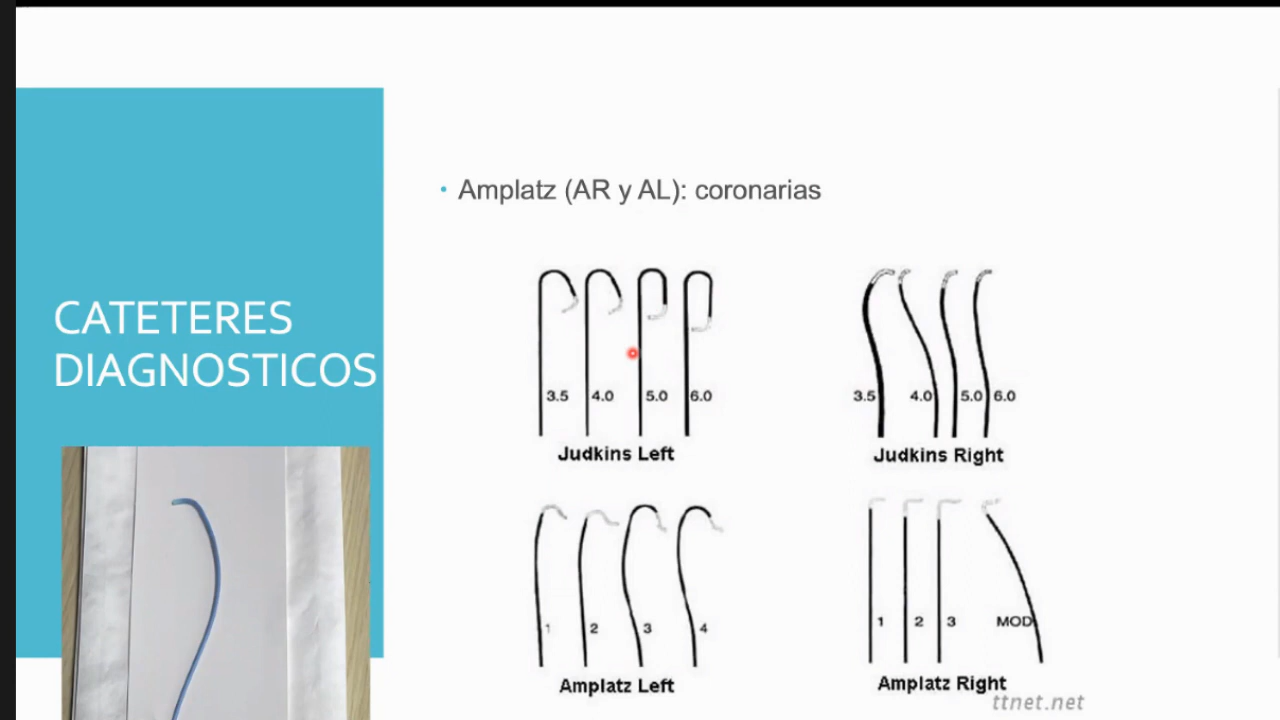 CATETERES
DIAGNOSTICOS
• Amplatz (AR y AL): coronarias
3.5 4.0 5.0 6.0
Judkins Left
3.5 4.0 5.0 6.0
Judkins Right
1 2 3 4
Amplatz Left
1 2 3 MOD
Amplatz Right
ttnet.net